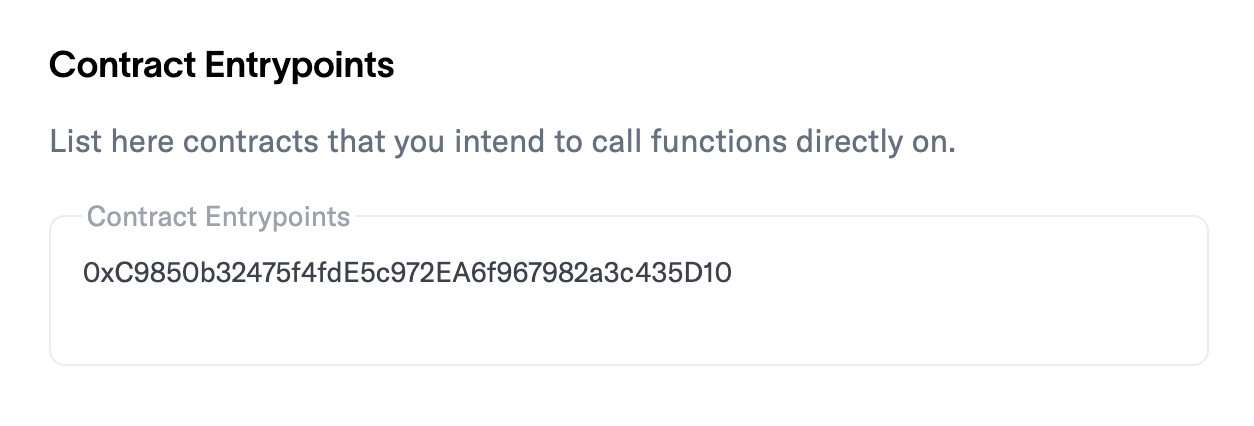 Contract Entrypoints
List here contracts that you intend to call functions directly on.
Contract Entrypoints
0xC9850b32475f4fdE5c972EA6f967982a3c435D10